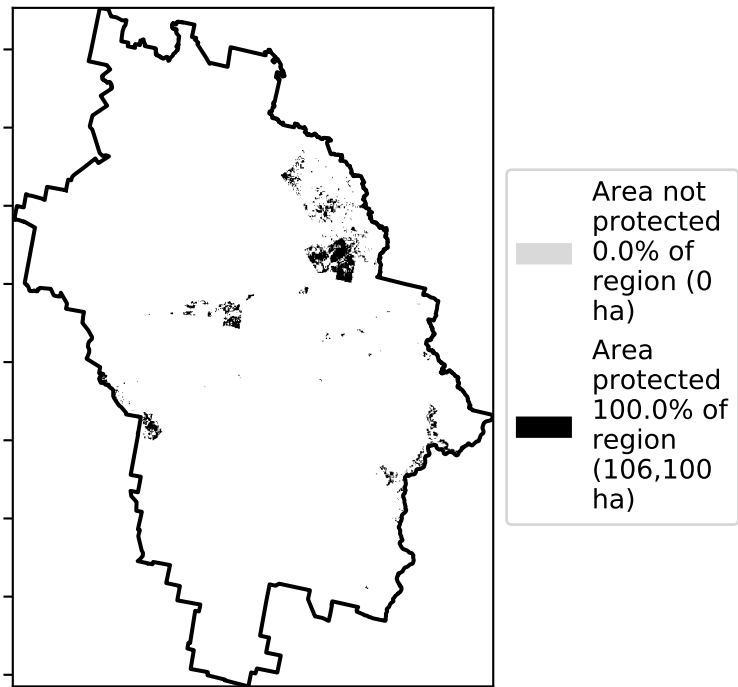 Area not
protected
0.0% of
region (0
ha)
Area
protected
100.0% of
region
(106,100
ha)